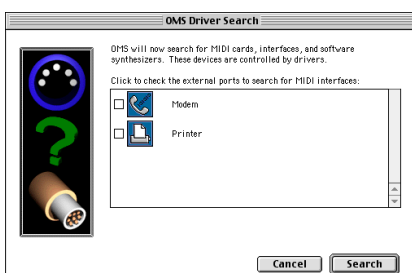 OMS Driver Search
OMS will now search for MIDI cards, interfaces, and software
synthesizers. These devices are controlled by drivers.
Click to check the external ports to search for MIDI interfaces:
Modem
Printer
Cancel
Search